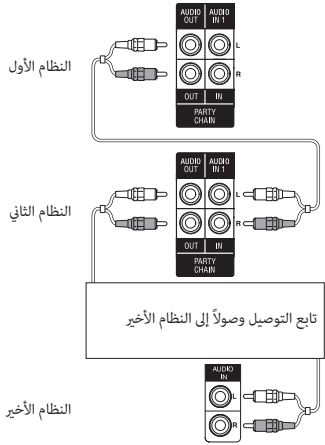 AUDIO OUT AUDIO IN 1
النظام الأول
L
R
OUT IN
PARTY CHAIN
AUDIO OUT AUDIO IN 1
النظام الثاني
L
R
OUT IN
PARTY CHAIN
تابع التوصيل وصولاً إلى النظام الأخير
AUDIO IN
L
النظام الأخير
R